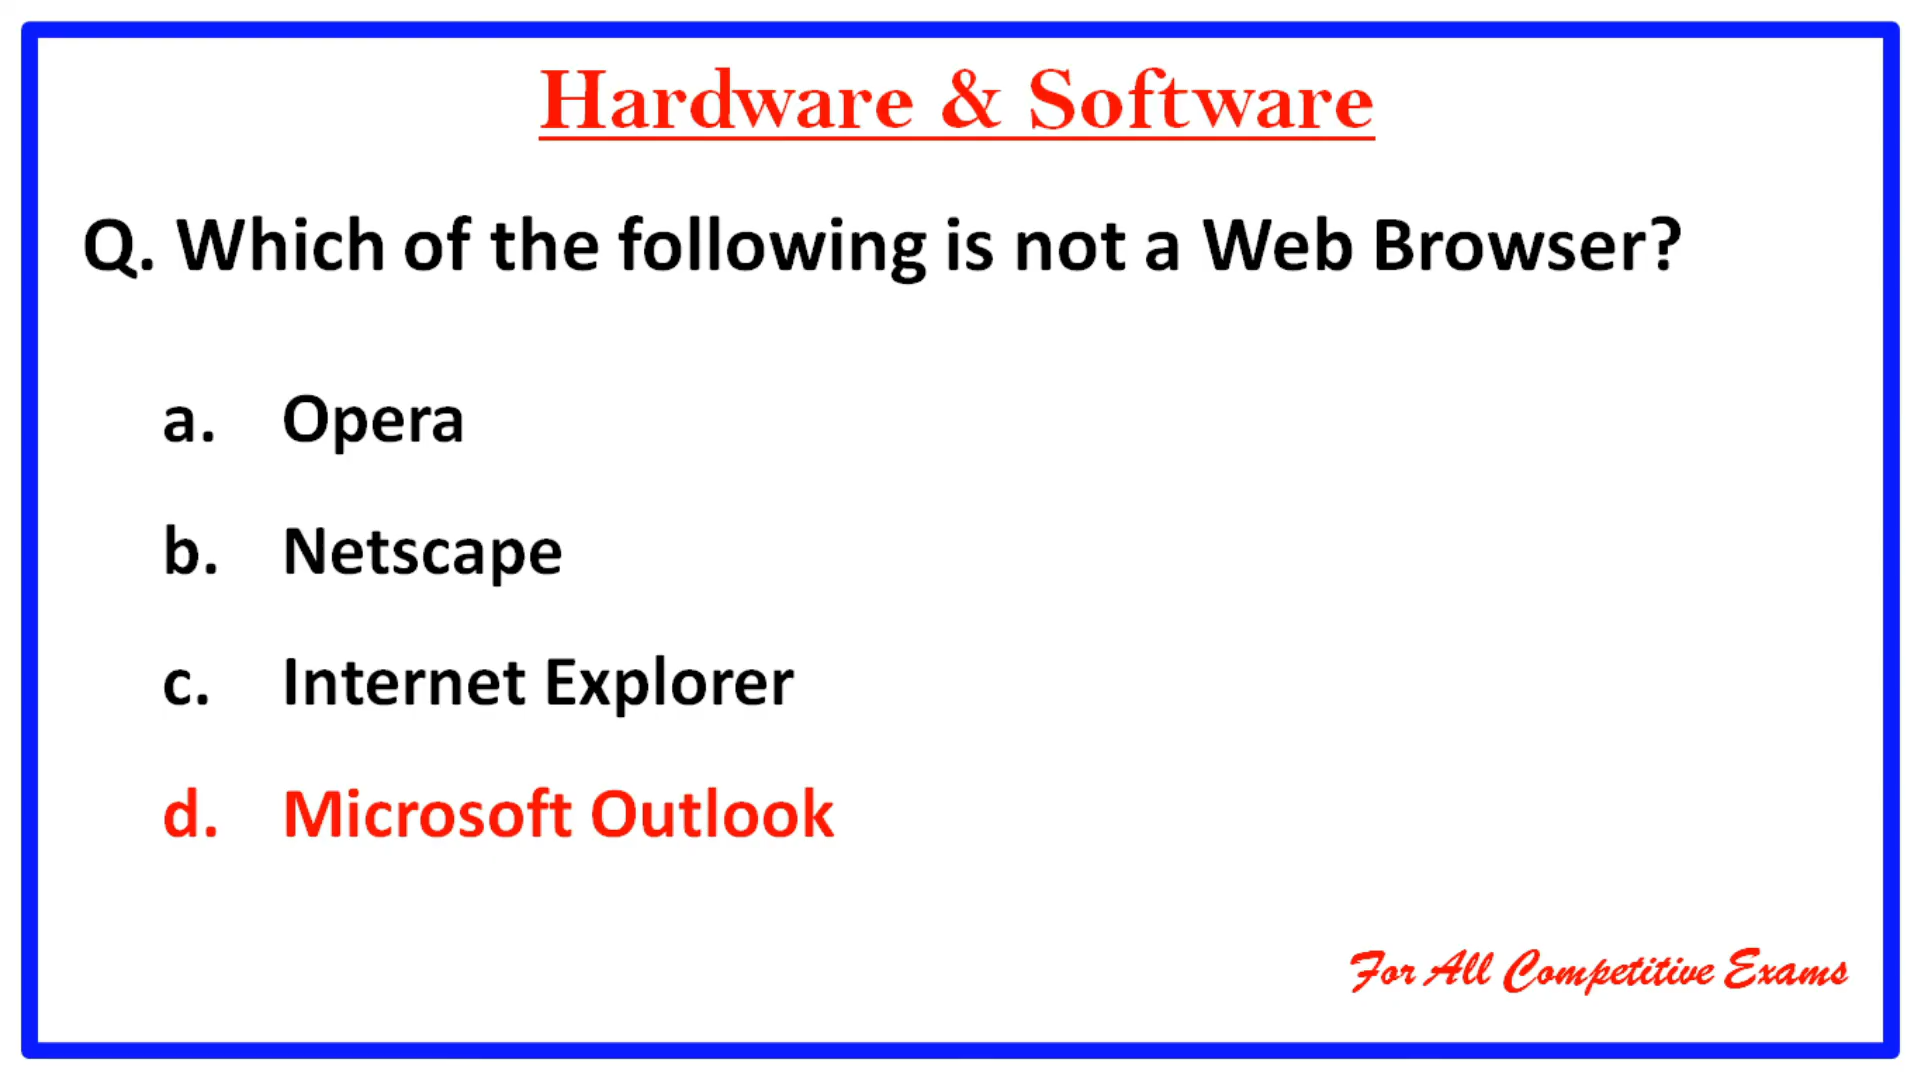 Hardware & Software
Q. Which of the following is not a Web Browser?
a. Opera
b. Netscape
c. Internet Explorer
d. Microsoft Outlook
For All Competitive Exams